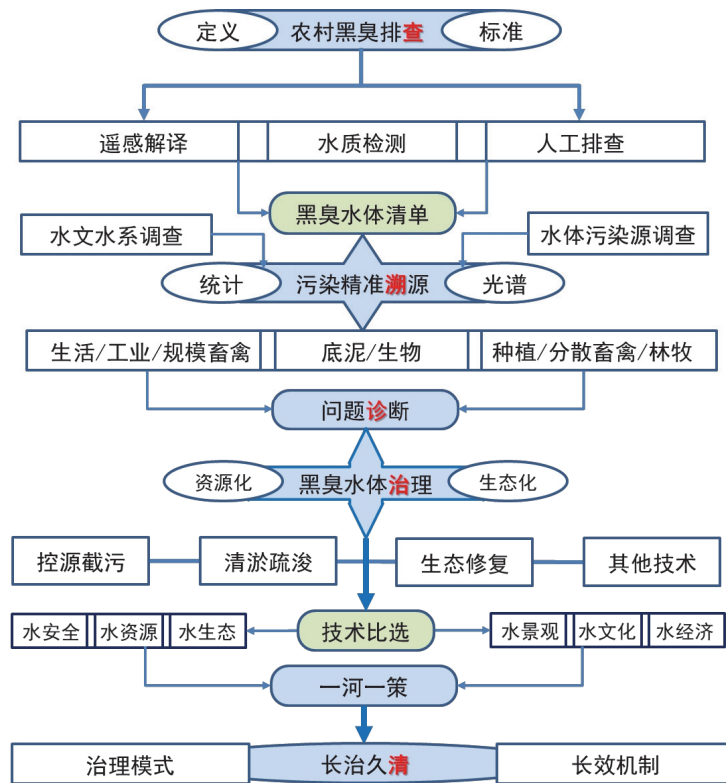 定义 农村黑臭排查 标准
遥感解译 水质检测 人工排查
黑臭水体清单
水文水系调查 水体污染源调查
统计 污染精准溯源 光谱
生活/工业/规模畜禽 底泥/生物 种植/分散畜禽/林牧
问题诊断
资源化 黑臭水体治理 生态化
控源截污 清淤疏浚 生态修复 其他技术
水安全 水资源 水生态 技术比选 水景观 水文化 水经济
一河一策
治理模式 长治久清 长效机制